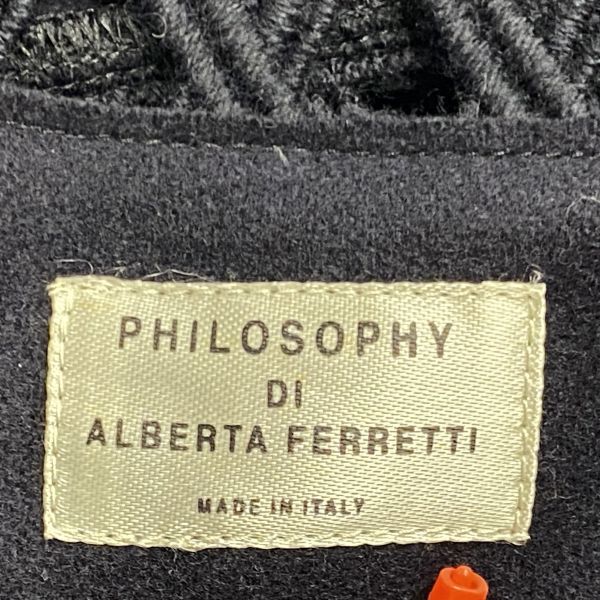 PHILOSOPHY
DI
ALBERTA FERRETTI
MADE IN ITALY